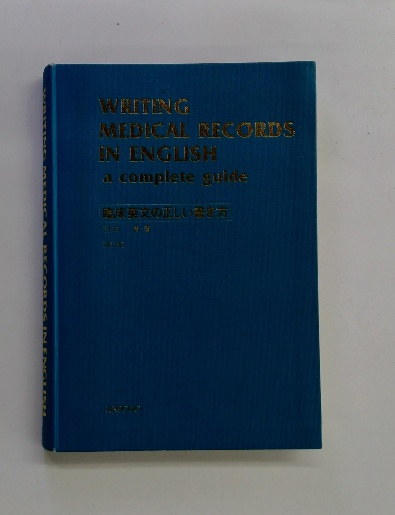 WRITING
MEDICAL RECORDS
IN ENGLISH
a complete guide
臨床英文の正しい書き方
WRITING MEDICAL RECORDS IN ENGLISH